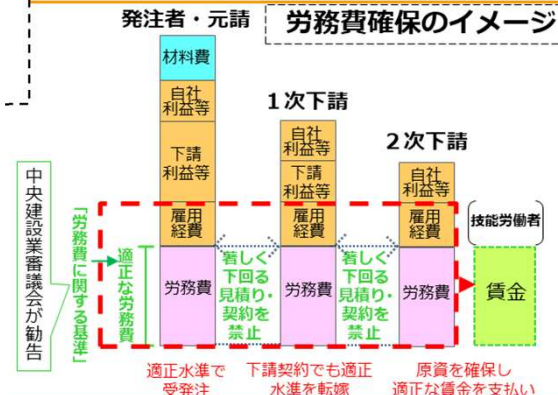 労務費確保のイメージ
発注者・元請
材料費
自社
利益等
下請
利益等
雇用
経費
労務費
1次下請
自社
利益等
下請
利益等
雇用
経費
労務費
2次下請
自社
利益等
雇用
経費
労務費
技能労働者
賃金
中央建設業審議会が勧告
「労務費に関する基準」
適正な労務費
著しく
下回る
見積り・
契約を
禁止
著しく
下回る
見積り・
契約を
禁止
適正水準で
受発注
下請契約でも適正
水準を転嫁
原資を確保し
適正な賃金を支払い